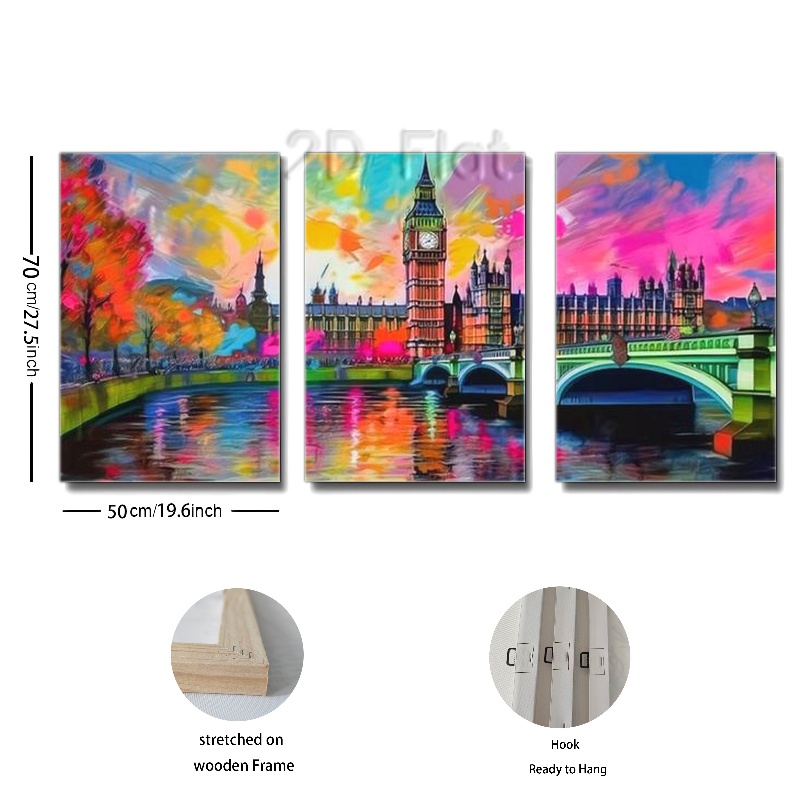 2D Flat
70cm/27.5inch
50cm/19.6inch
stretched on
wooden Frame
Hook
Ready to Hang